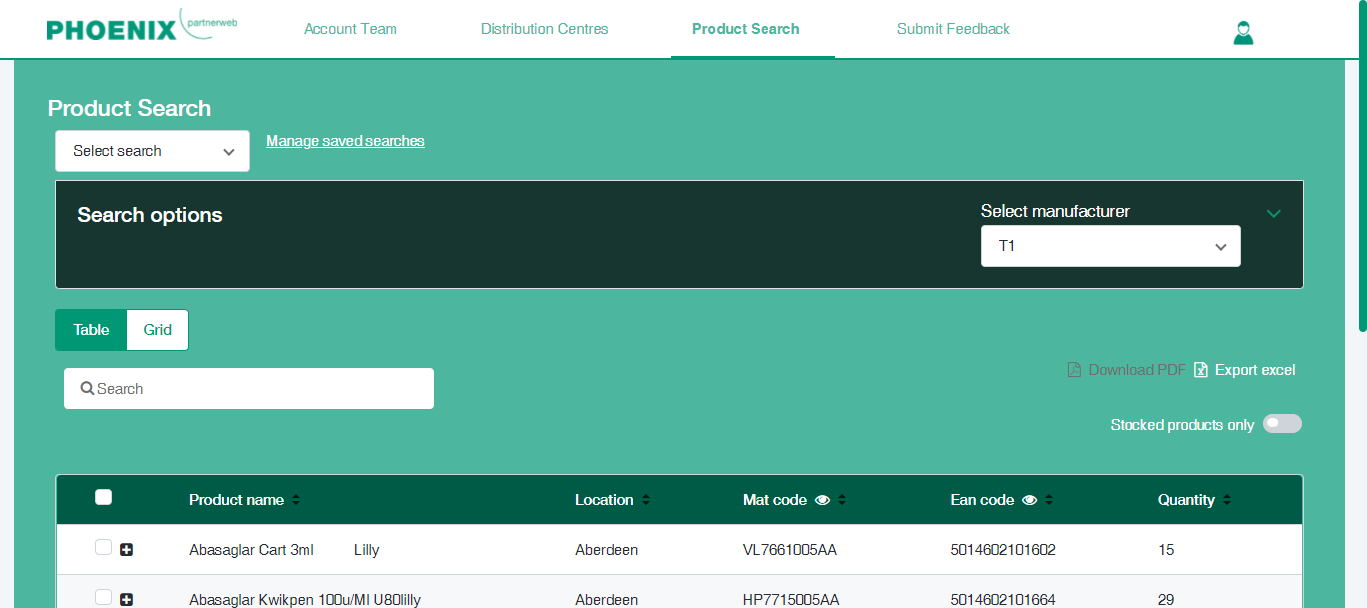 PHOENIX partnerweb Account Team Distribution Centres Product Search Submit Feedback
Product Search
Select search Manage saved searches
Search options Select manufacturer
T1
Table Grid
Download PDF Export excel
Search
Stocked products only
Product name Location Mat code Ean code Quantity
Abasaglar Cart 3ml Lilly Aberdeen VL7661005AA 5014602101602 15
Abasaglar Kwikpen 100u/Ml U80lilly Aberdeen HP7715005AA 5014602101664 29